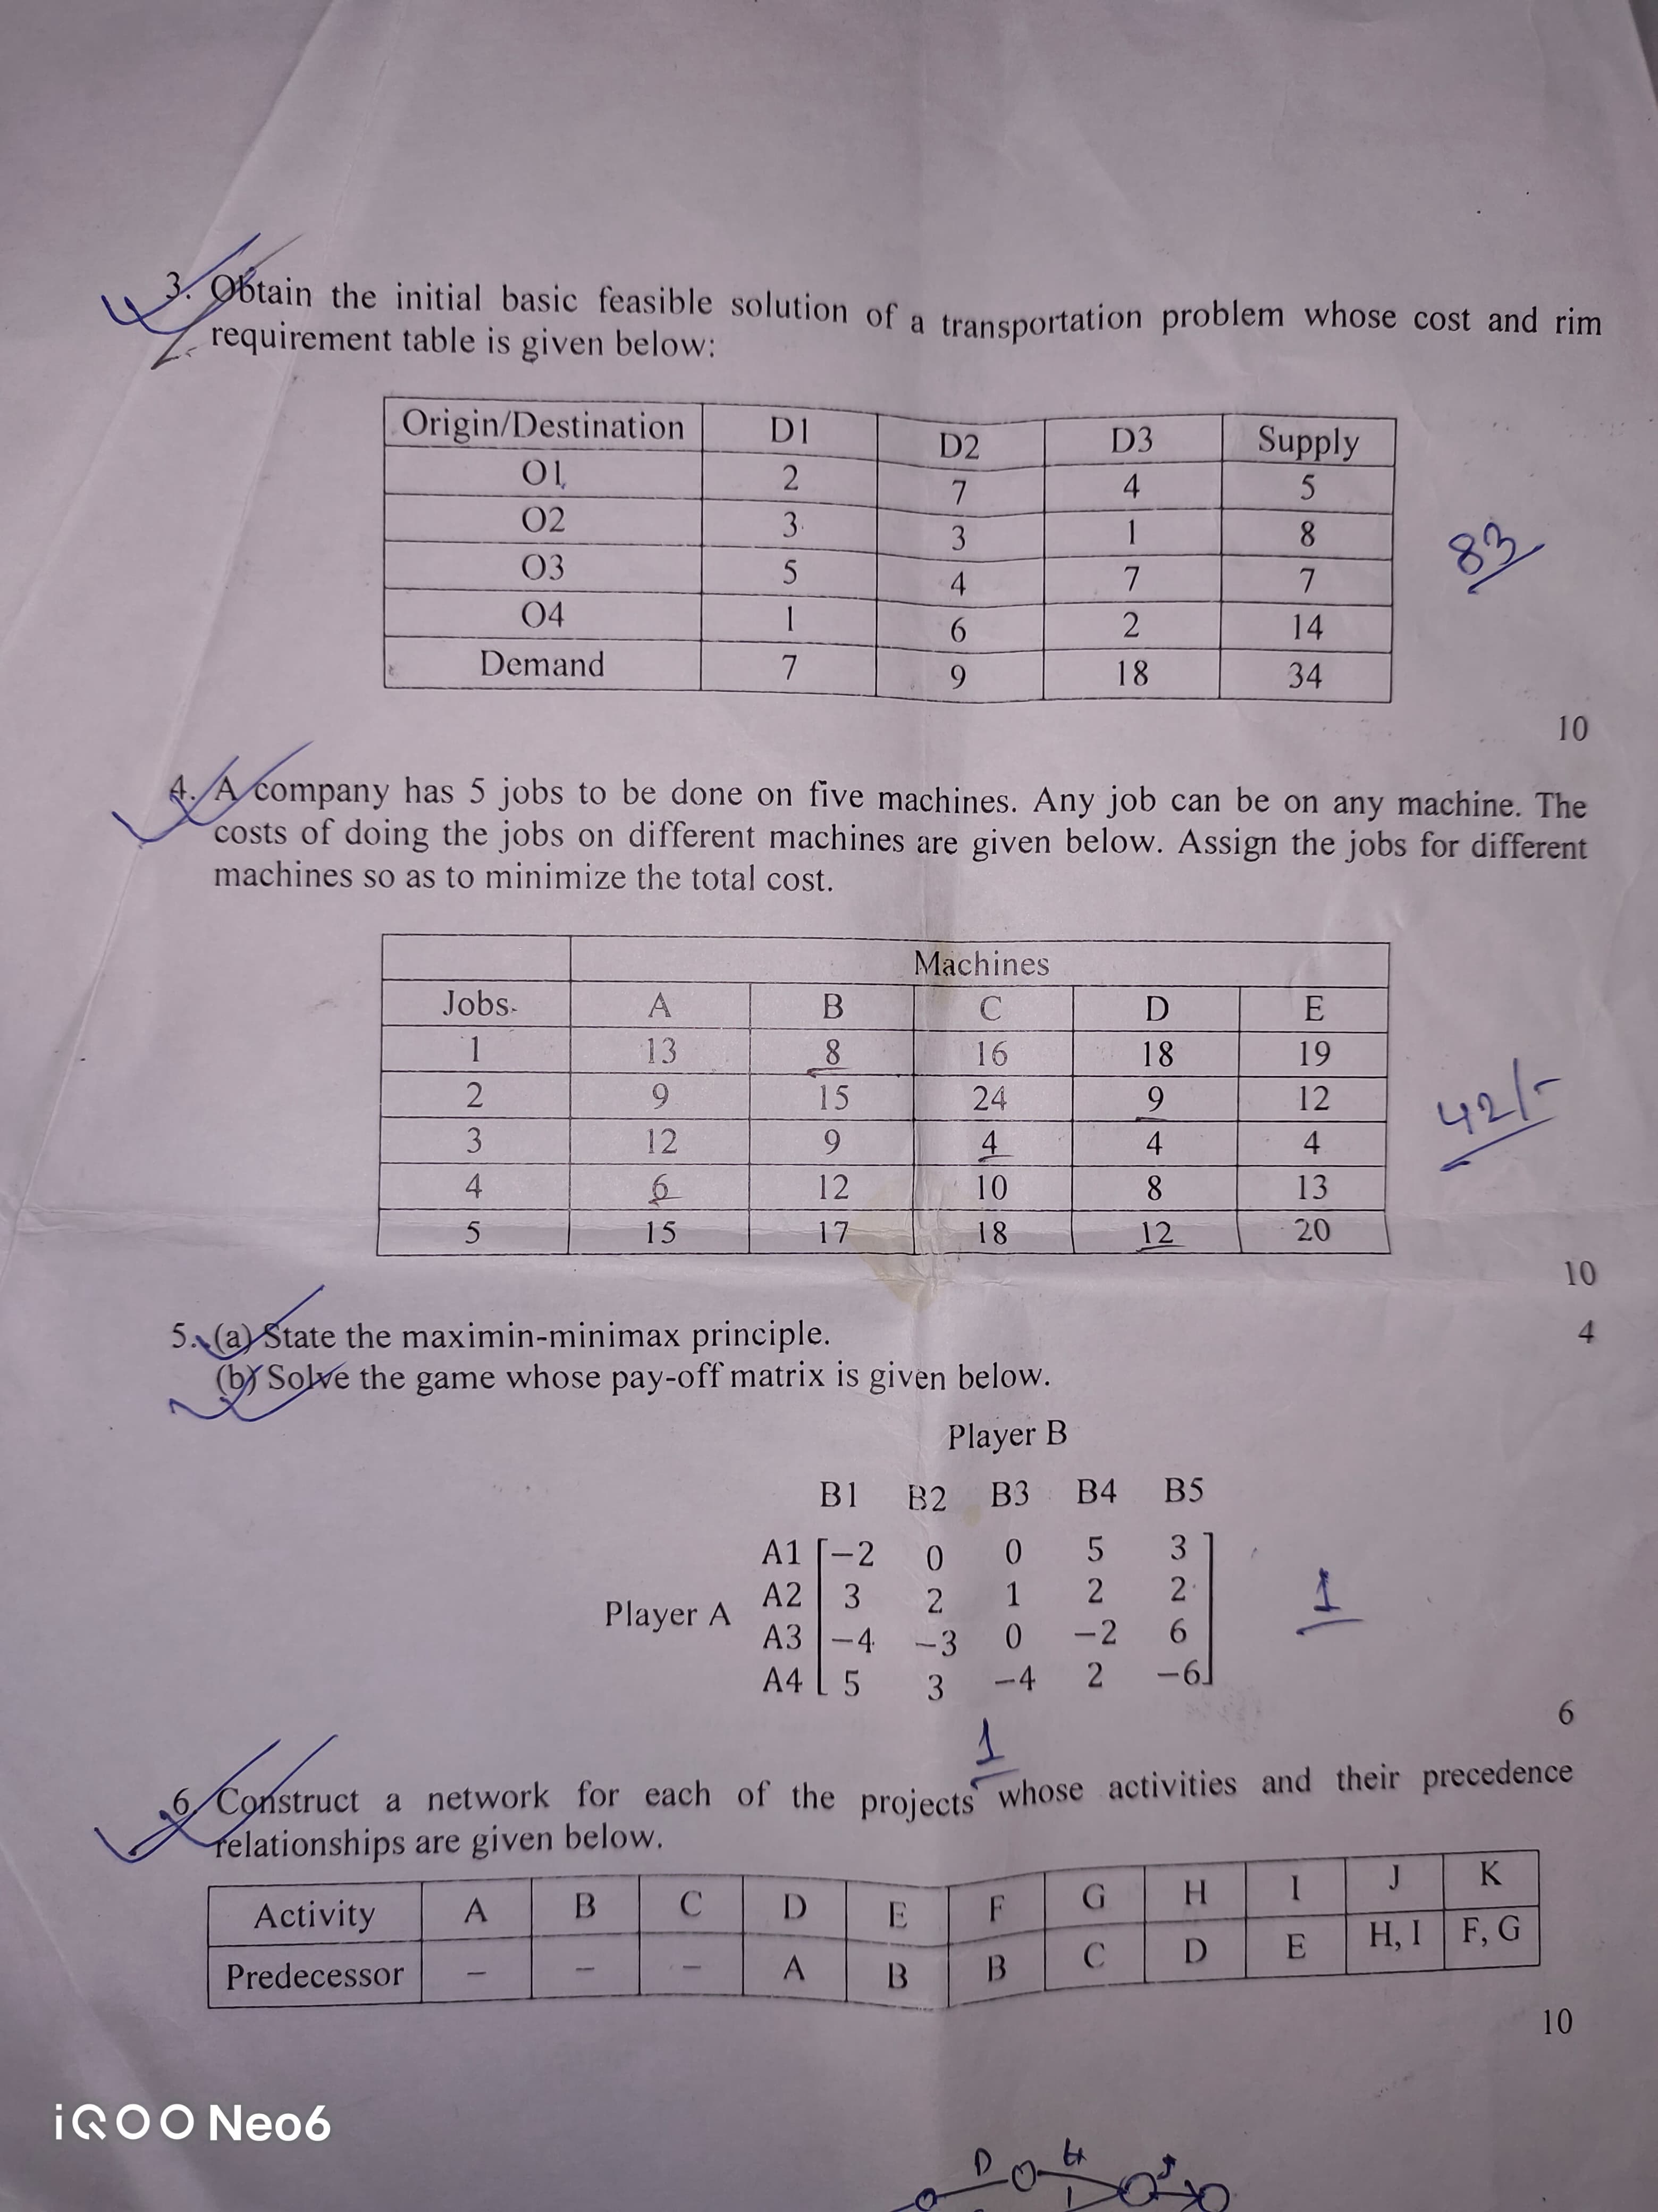 3. Obtain the initial basic feasible solution of a transportation problem whose cost and rim
requirement table is given below:
Origin/Destination D1 D2 D3 Supply
O1 2 7 4 5
O2 3 3 1 8
O3 5 4 7 7
O4 1 6 2 14
Demand 7 9 18 34
83
10
4. A company has 5 jobs to be done on five machines. Any job can be on any machine. The
costs of doing the jobs on different machines are given below. Assign the jobs for different
machines so as to minimize the total cost.
Machines
Jobs A B C D E
1 13 8 16 18 19
2 9 15 24 9 12
3 12 9 4 4 4
4 6 12 10 8 13
5 15 17 18 12 20
42/-
10
5. (a) State the maximin-minimax principle. 4
(b) Solve the game whose pay-off matrix is given below.
Player B
B1 B2 B3 B4 B5
A1 -2 0 0 5 3
A2 3 2 1 2 2
Player A
A3 -4 -3 0 -2 6
A4 5 3 -4 2 -6
1
6
1
6. Construct a network for each of the projects whose activities and their precedence
relationships are given below.
Activity A B C D E F G H I J K
Predecessor – – – A B B C D E H, I F, G
10
iQOO Neo6
D H J
I